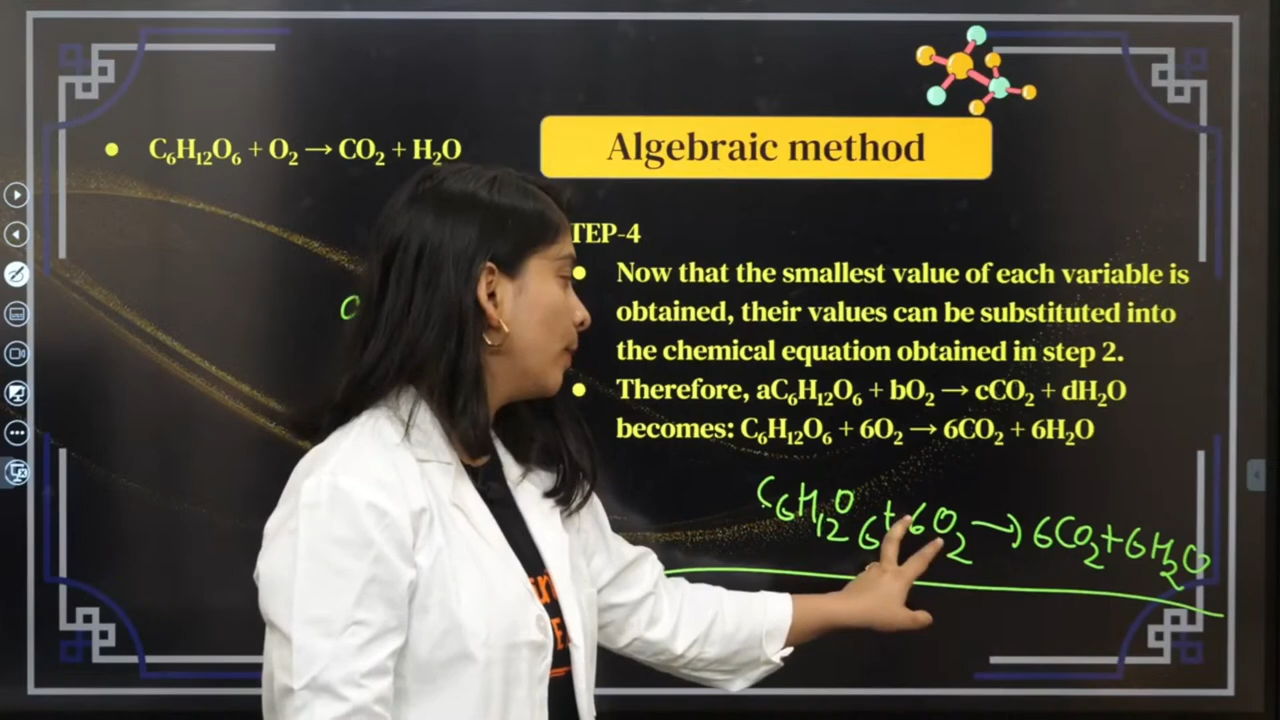 C₆H₁₂O₆ + O₂ → CO₂ + H₂O
Algebraic method
TEP-4
Now that the smallest value of each variable is
obtained, their values can be substituted into
the chemical equation obtained in step 2.
Therefore, aC₆H₁₂O₆ + bO₂ → cCO₂ + dH₂O
becomes: C₆H₁₂O₆ + 6O₂ → 6CO₂ + 6H₂O
C₆H₁₂O₆ + 6O₂ → 6CO₂ + 6H₂O